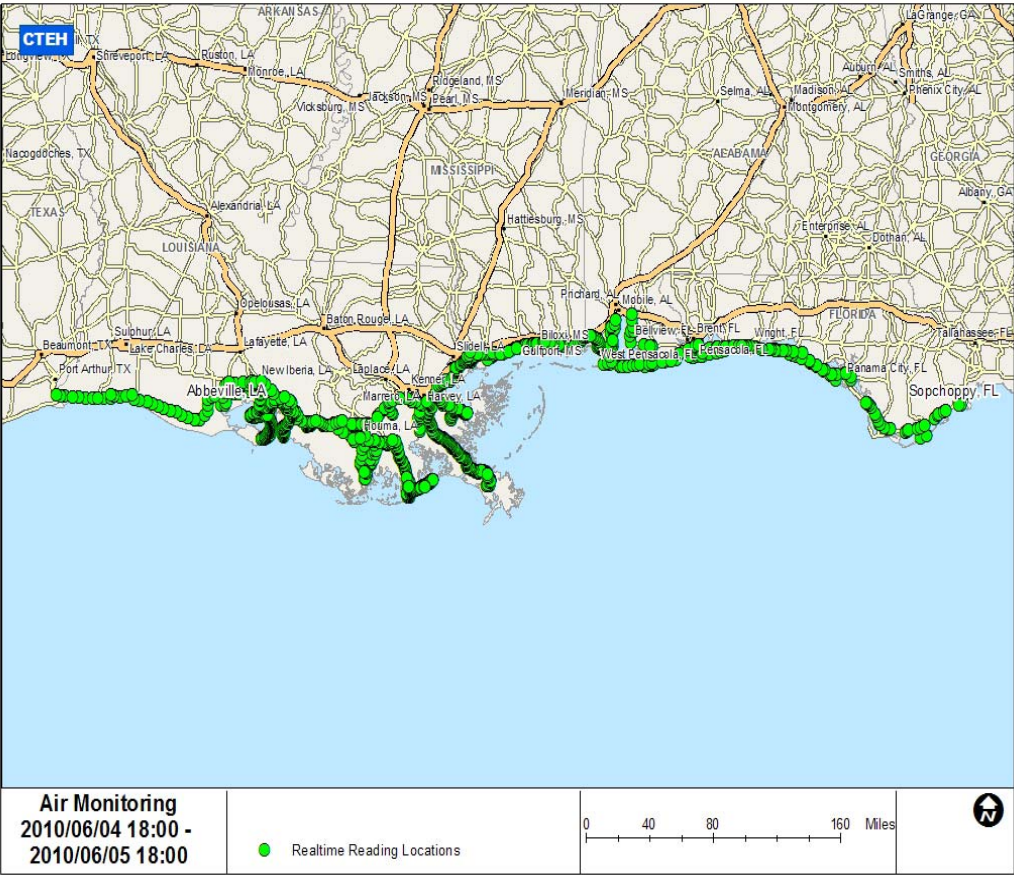 ARKANSAS
LaGrange, GA
CTEH
Shreveport, LA
Ruston, LA
Monroe, LA
Auburn, AL
Smiths, AL
Ridgeland, MS
Jackson, MS
Pearl, MS
Vicksburg, MS
Meridian, MS
Selma, AL
Madison, AL
Phenix City, AL
Montgomery, AL
Nacogdoches, TX
MISSISSIPPI
ALABAMA
GEORGIA
Albany, GA
TEXAS
Alexandria, LA
Hattiesburg, MS
Enterprise, AL
Dothan, AL
LOUISIANA
Opelousas, LA
Prichard, AL
Mobile, AL
FLORIDA
Baton Rouge, LA
Sulphur, LA
Lake Charles, LA
Beaumont, TX
Lafayette, LA
Slidell, LA
Biloxi, MS
Gulfport, MS
Bellview, FL
Brent, FL
Wright, FL
Tallahassee, FL
West Pensacola, FL
Pensacola, FL
Port Arthur, TX
New Iberia, LA
Laplace, LA
Kenner, LA
Panama City, FL
Abbeville, LA
Marrero, LA
Harvey, LA
Sopchoppy, FL
Houma, LA
Air Monitoring
2010/06/04 18:00 -
2010/06/05 18:00
Realtime Reading Locations
0 40 80 160 Miles
N